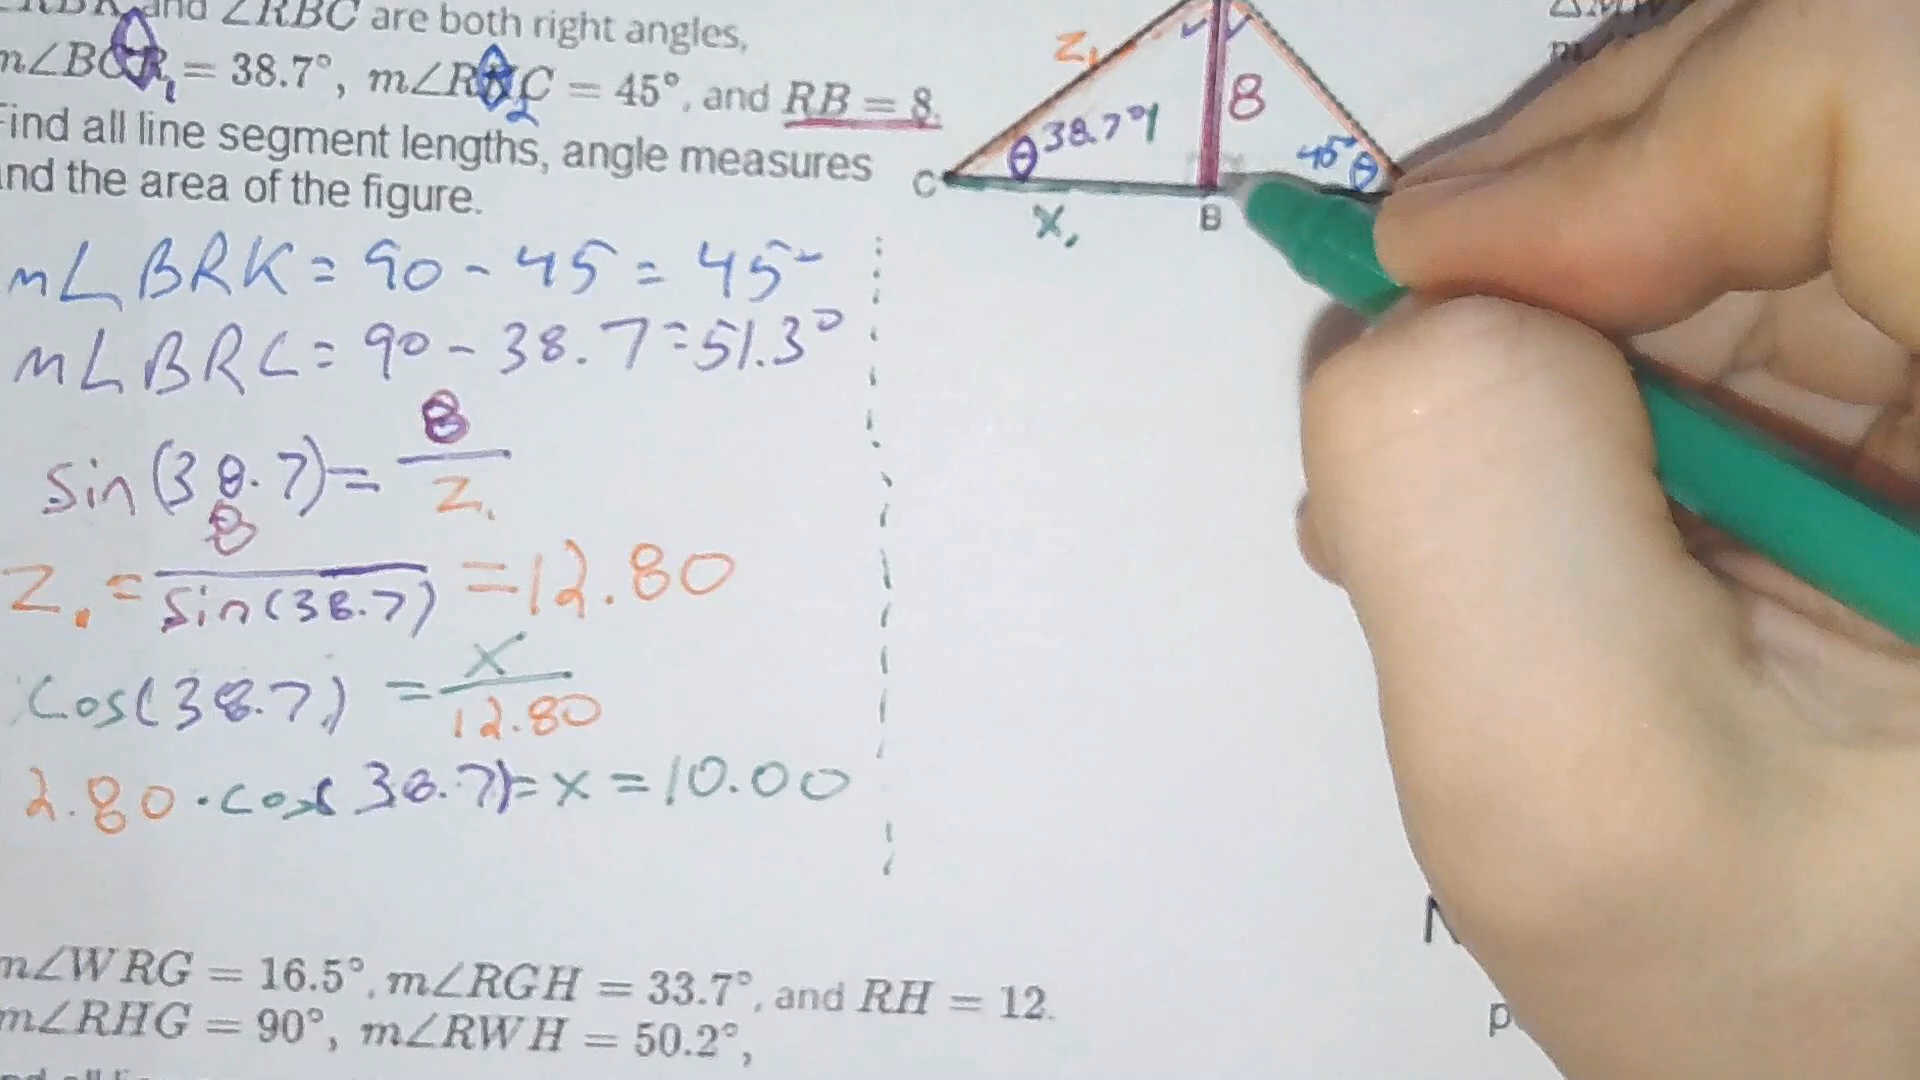 and ∠RBC are both right angles,
= 38.7°, = 45°, and RB = 8.
Find all line segment lengths, angle measures
and the area of the figure.
m∠BRK = 90 - 45 = 45°
m∠BRC = 90 - 38.7 = 51.3°
sin(38.7) = 8/z₁
z₁ = 8/sin(38.7) = 12.80
cos(38.7) = x/12.80
2.80 · cos(38.7) = x = 10.00
z₁
8
θ 38.7° 1
45° θ
C
B
x₁
m∠WRG = 16.5°, m∠RGH = 33.7°, and RH = 12.
m∠RHG = 90°, m∠RWH = 50.2°,